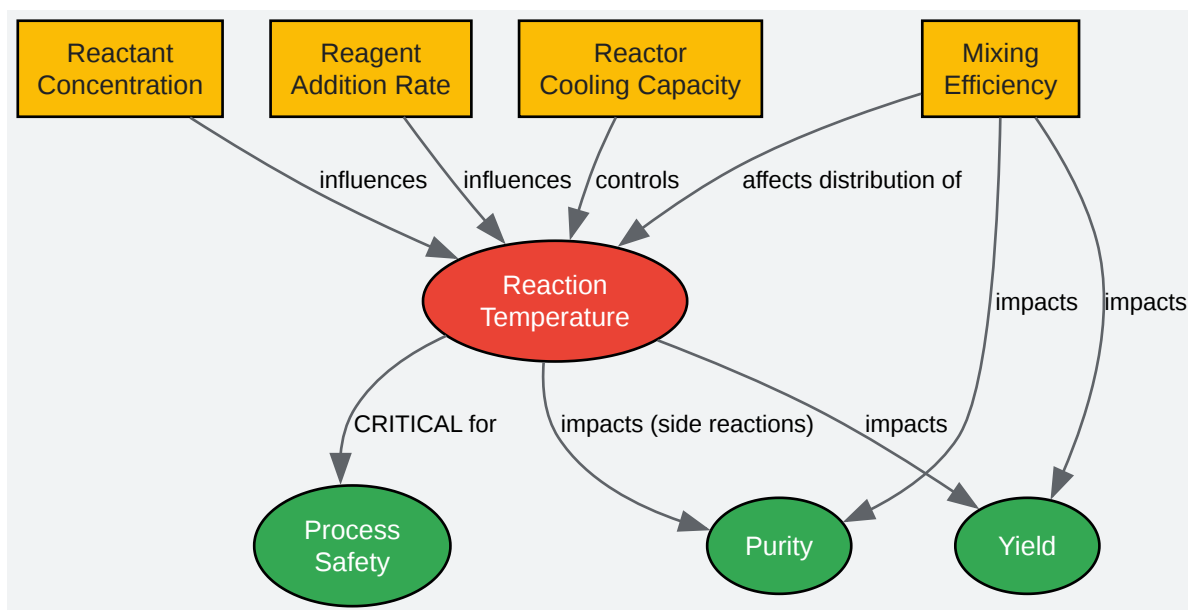 Reactant
Concentration
Reagent
Addition Rate
Reactor
Cooling Capacity
Mixing
Efficiency
influences
influences
controls
affects distribution of
Reaction
Temperature
impacts
impacts
CRITICAL for
impacts (side reactions)
impacts
Process
Safety
Purity
Yield